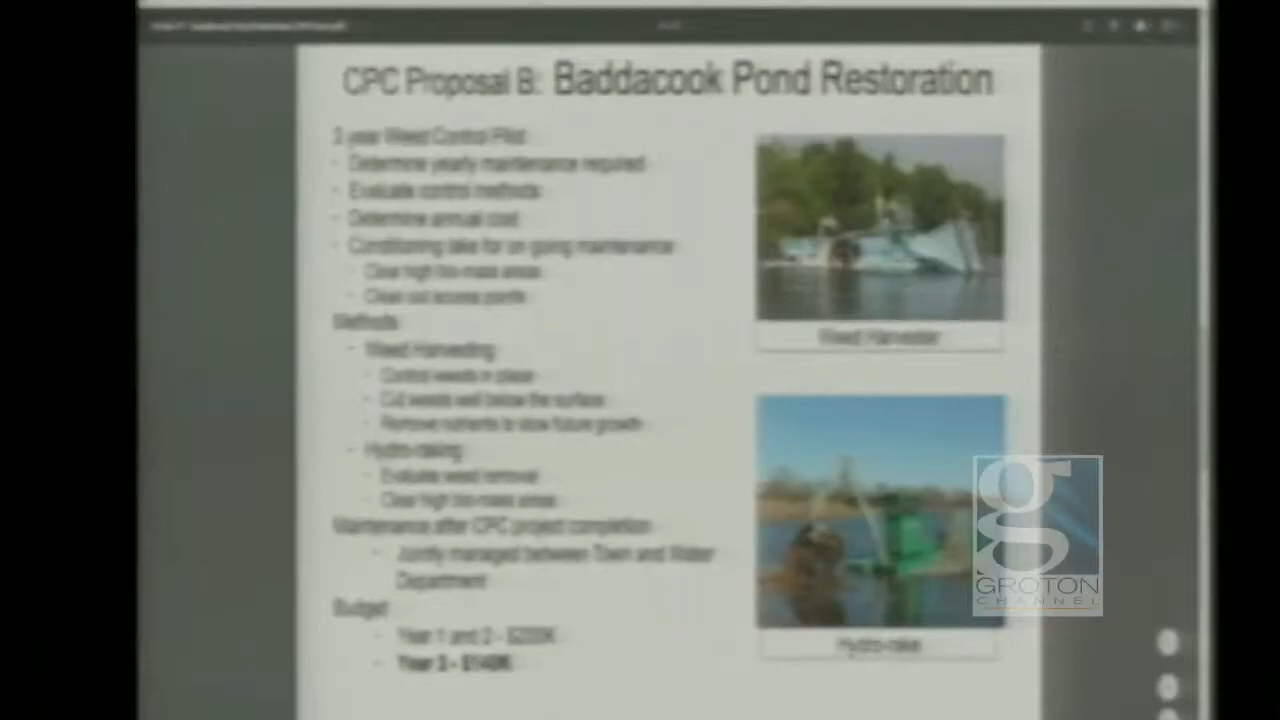 CPC Proposal B: Baddacook Pond Restoration
3 year Weed Control Pilot
- Determine yearly maintenance required
- Evaluate control methods
- Determine annual cost
- Conditioning lake for on going maintenance
- Clear high bio-mass areas
- Clean out access points
Methods
- Weed Harvesting
- Control weeds in place
- Cut weeds well below the surface
- Remove nutrients to slow future growth
- Hydro-raking
- Evaluate weed removal
- Clear high bio-mass areas
Maintenance after CPC project completion
- Jointly managed between Town and Water
Department
Budget
- Year 1 and 2 -
- Year 3 -
Weed Harvester
Hydro-rake
g
GROTON
CHANNEL